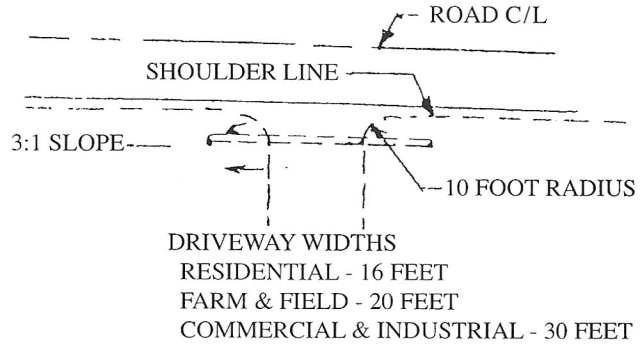 ROAD C/L
SHOULDER LINE
3:1 SLOPE
10 FOOT RADIUS
DRIVEWAY WIDTHS
RESIDENTIAL - 16 FEET
FARM & FIELD - 20 FEET
COMMERCIAL & INDUSTRIAL - 30 FEET